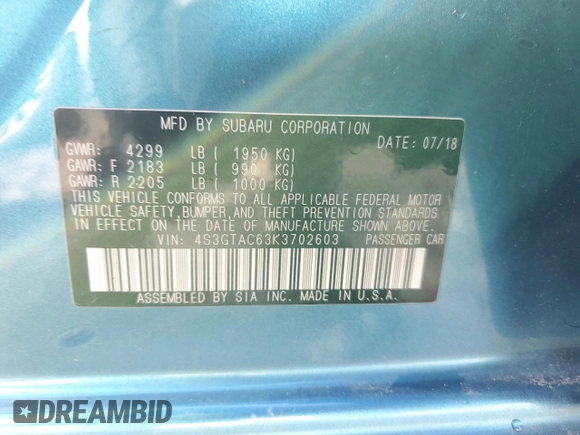 MFD BY SUBARU CORPORATION
DATE: 07/18
GVWR: 4299 LB ( 1950 KG)
GAWR: F 2183 LB ( 990 KG)
GAWR: R 2205 LB ( 1000 KG)
THIS VEHICLE CONFORMS TO ALL APPLICABLE FEDERAL MOTOR
VEHICLE SAFETY,BUMPER,AND THEFT PREVENTION STANDARDS
IN EFFECT ON THE DATE OF MANUFACTURE SHOWN ABOVE.
VIN: 4S3GTAC63K3702603 PASSENGER CAR
ASSEMBLED BY SIA INC. MADE IN U.S.A.
DREAMBID